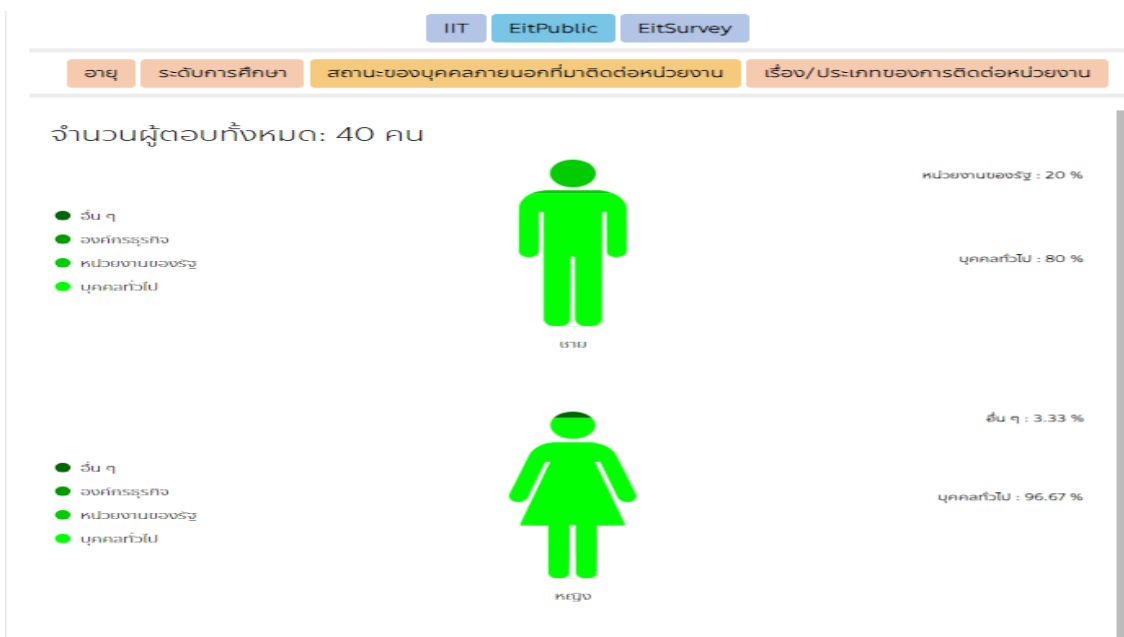 IIT EitPublic EitSurvey
อายุ ระดับการศึกษา สถานะของบุคคลภายนอกที่มาติดต่อหน่วยงาน เรื่อง/ประเภทของการติดต่อหน่วยงาน
จำนวนผู้ตอบทั้งหมด: 40 คน
หน่วยงานของรัฐ : 20 %
อื่น ๆ
องค์กรธุรกิจ
หน่วยงานของรัฐ
บุคคลทั่วไป : 80 %
บุคคลทั่วไป
ชาย
อื่น ๆ : 3.33 %
อื่น ๆ
องค์กรธุรกิจ
บุคคลทั่วไป : 96.67 %
หน่วยงานของรัฐ
บุคคลทั่วไป
หญิง